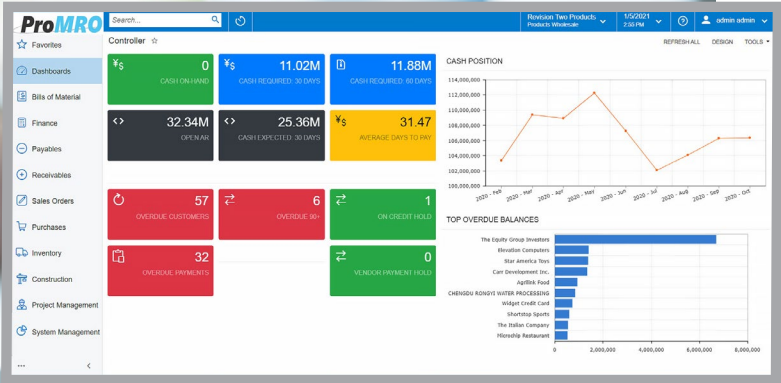 ProMRO
Search...
Revision Two Products
Products Wholesale
1/5/2021
2:55 PM
admin admin
Favorites
Dashboards
Bills of Material
Finance
Payables
Receivables
Sales Orders
Purchases
Inventory
Construction
Project Management
System Management
Controller
REFRESH ALL DESIGN TOOLS
¥$ 0
CASH ON-HAND
¥$ 11.02M
CASH REQUIRED: 30 DAYS
11.88M
CASH REQUIRED: 60 DAYS
32.34M
OPEN AR
25.36M
CASH EXPECTED: 30 DAYS
¥$ 31.47
AVERAGE DAYS TO PAY
57
OVERDUE CUSTOMERS
6
OVERDUE 90+
1
ON CREDIT HOLD
32
OVERDUE PAYMENTS
0
VENDOR PAYMENT HOLD
CASH POSITION
114,000,000
112,000,000
110,000,000
108,000,000
106,000,000
104,000,000
102,000,000
100,000,000
2020 - Feb 2020 - Mar 2020 - Apr 2020 - May 2020 - Jun 2020 - Jul 2020 - Aug 2020 - Sep 2020 - Oct
TOP OVERDUE BALANCES
The Equity Group Investors
Elevation Computers
Star America Toys
Carr Development Inc.
Agrilink Food
CHENGDU RONGYI WATER PROCESSING
Widget Credit Card
Shortstop Sports
The Italian Company
Microchip Restaurant
0 2,000,000 4,000,000 6,000,000 8,000,000